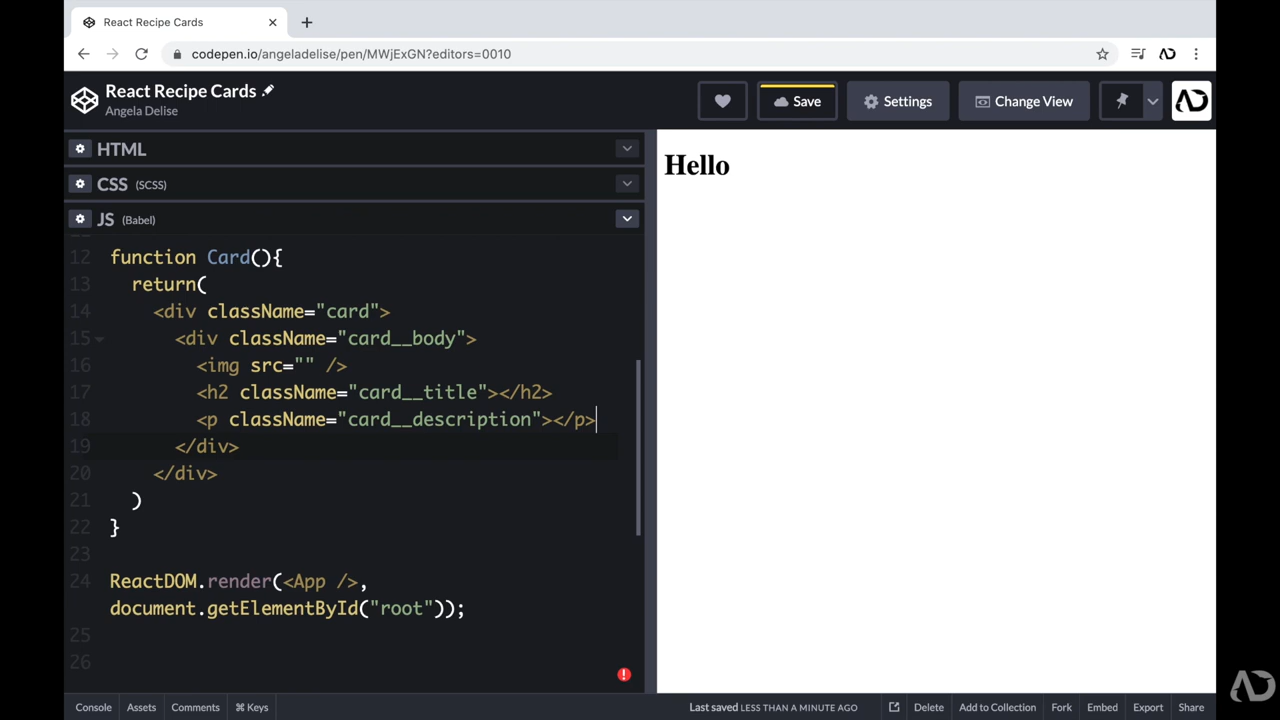 React Recipe Cards
codepen.io/angeladelise/pen/MWjExGN?editors=0010
React Recipe Cards
Angela Delise
Save
Settings
Change View
HTML
CSS (SCSS)
JS (Babel)
12 function Card(){
13 return(
14 <div className="card">
15 <div className="card__body">
16 <img src="" />
17 <h2 className="card__title"></h2>
18 <p className="card__description"></p>
19 </div>
20 </div>
21 )
22 }
23
24 ReactDOM.render(<App />,
document.getElementById("root"));
25
26
Hello
Console Assets Comments ⌘ Keys
Last saved LESS THAN A MINUTE AGO Delete Add to Collection Fork Embed Export Share